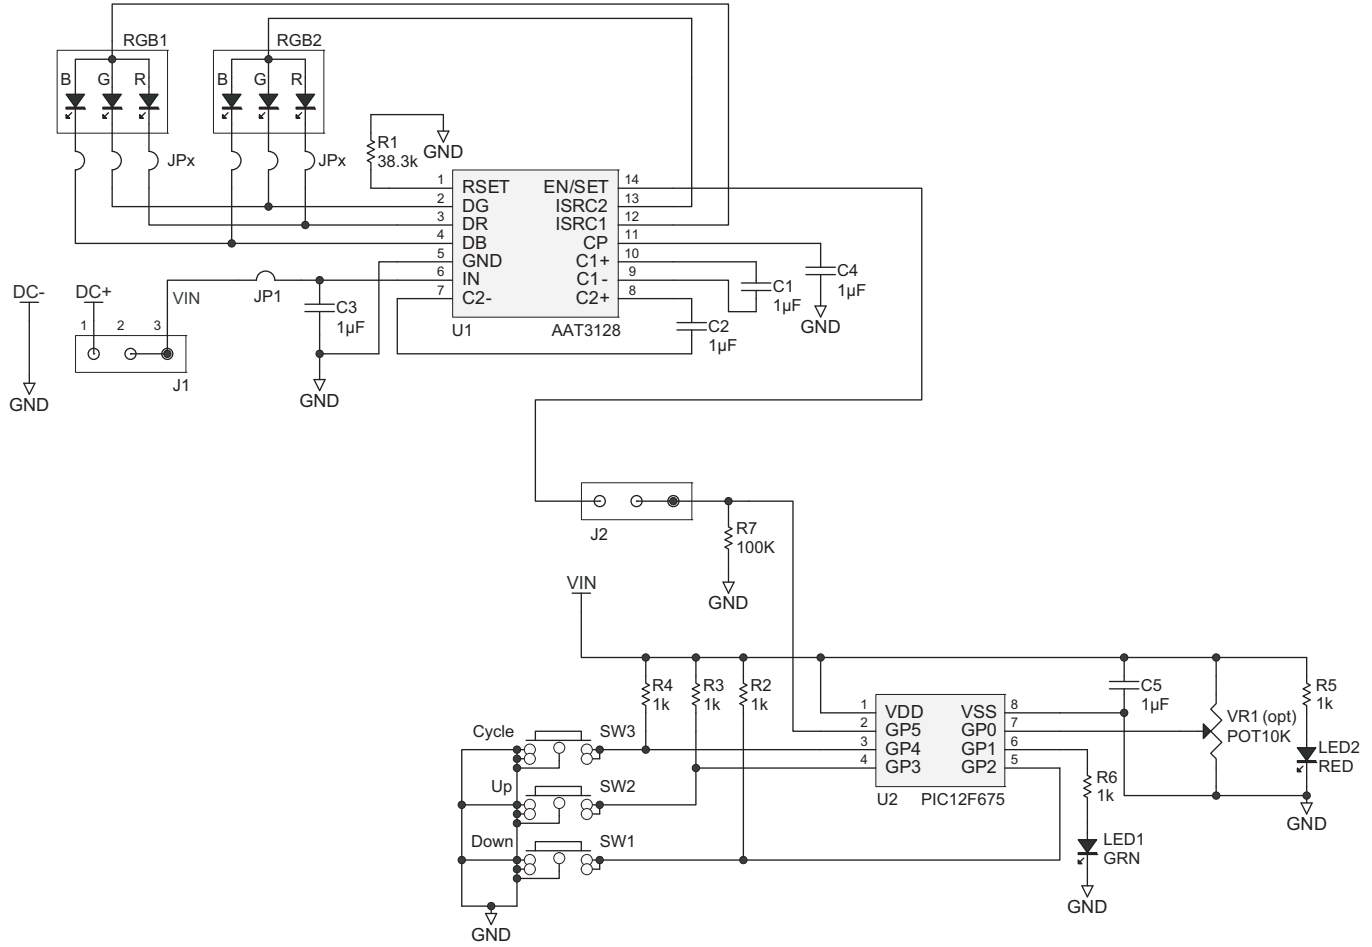 RGB1
RGB2
B G R
B G R
JPx
JPx
R1
38.3k
GND
1 RSET EN/SET 14
2 DG ISRC2 13
3 DR ISRC1 12
4 DB CP 11
5 GND C1+ 10
6 IN C1- 9
7 C2- C2+ 8
U1 AAT3128
C1
1µF
C4
1µF
GND
C2
1µF
DC-
GND
DC+
VIN
1 2 3
J1
JP1
C3
1µF
GND
J2
R7
100K
GND
VIN
R4
1k
R3
1k
R2
1k
1 VDD VSS 8
2 GP5 GP0 7
3 GP4 GP1 6
4 GP3 GP2 5
U2 PIC12F675
C5
1µF
VR1 (opt)
POT10K
R5
1k
LED2
RED
GND
R6
1k
LED1
GRN
GND
Cycle SW3
Up SW2
Down SW1
GND